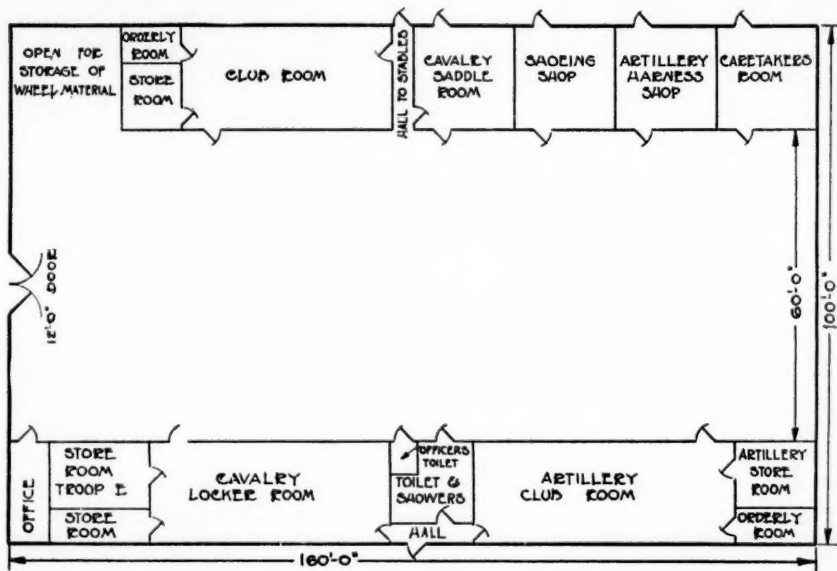 OPEN FOR
STORAGE OF
WHEEL MATERIAL
ORDERLY
ROOM
STORE
ROOM
CLUB ROOM
HALL TO STABLES
CAVALRY
SADDLE
ROOM
SHOEING
SHOP
ARTILLERY
HARNESS
SHOP
CARETAKERS
ROOM
12'-0" DOOR
60'-0"
100'-0"
OFFICE
STORE
ROOM
TROOP E
STORE
ROOM
CAVALRY
LOCKER ROOM
OFFICERS
TOILET
TOILET &
SHOWERS
HALL
ARTILLERY
CLUB ROOM
ARTILLERY
STORE
ROOM
ORDERLY
ROOM
160'-0"